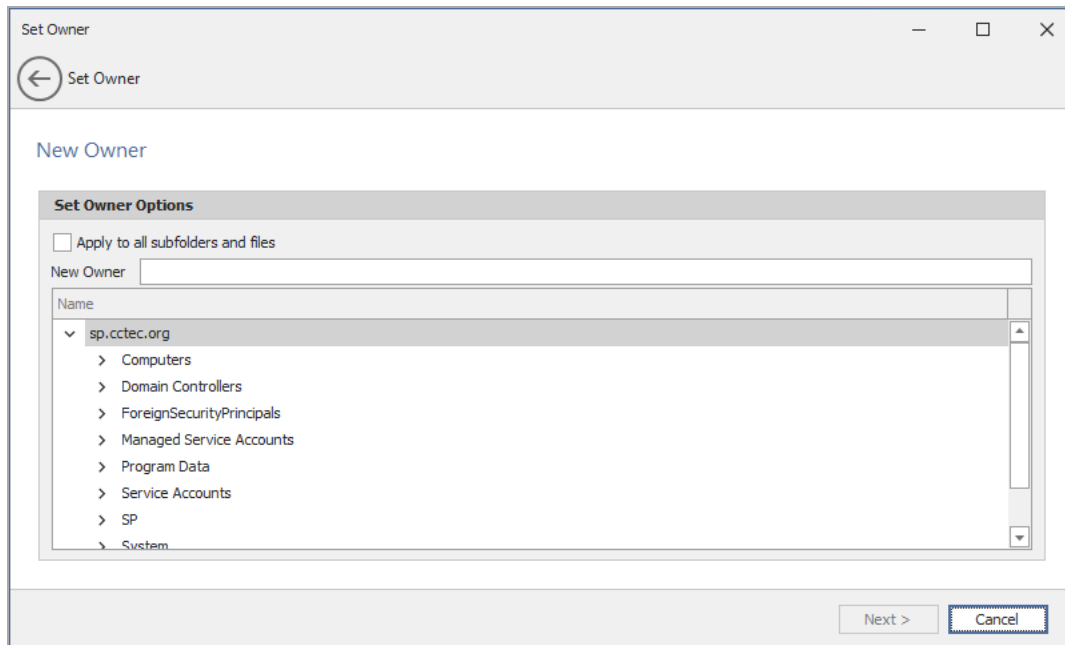 Set Owner
Set Owner
New Owner
Set Owner Options
Apply to all subfolders and files
New Owner
Name
sp.cctec.org
Computers
Domain Controllers
ForeignSecurityPrincipals
Managed Service Accounts
Program Data
Service Accounts
SP
System
Next > Cancel